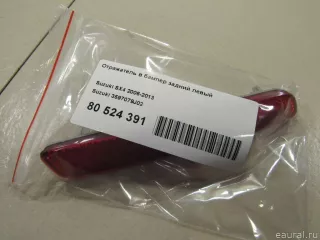 Отражатель в бампер задний левый
Suzuki SX4 2006-2013
Suzuki 3597079J02
80 524 391
eaural.ru